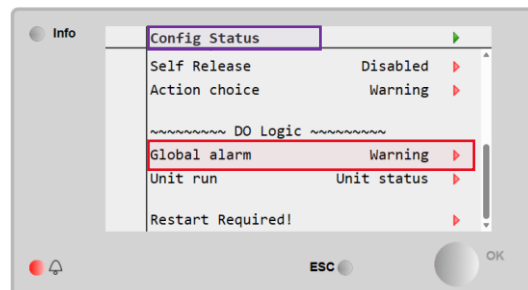 Info
Config Status
Self Release Disabled
Action choice Warning
~~~~~~~~~ DO Logic ~~~~~~~~~
Global alarm Warning
Unit run Unit status
Restart Required!
ESC
OK